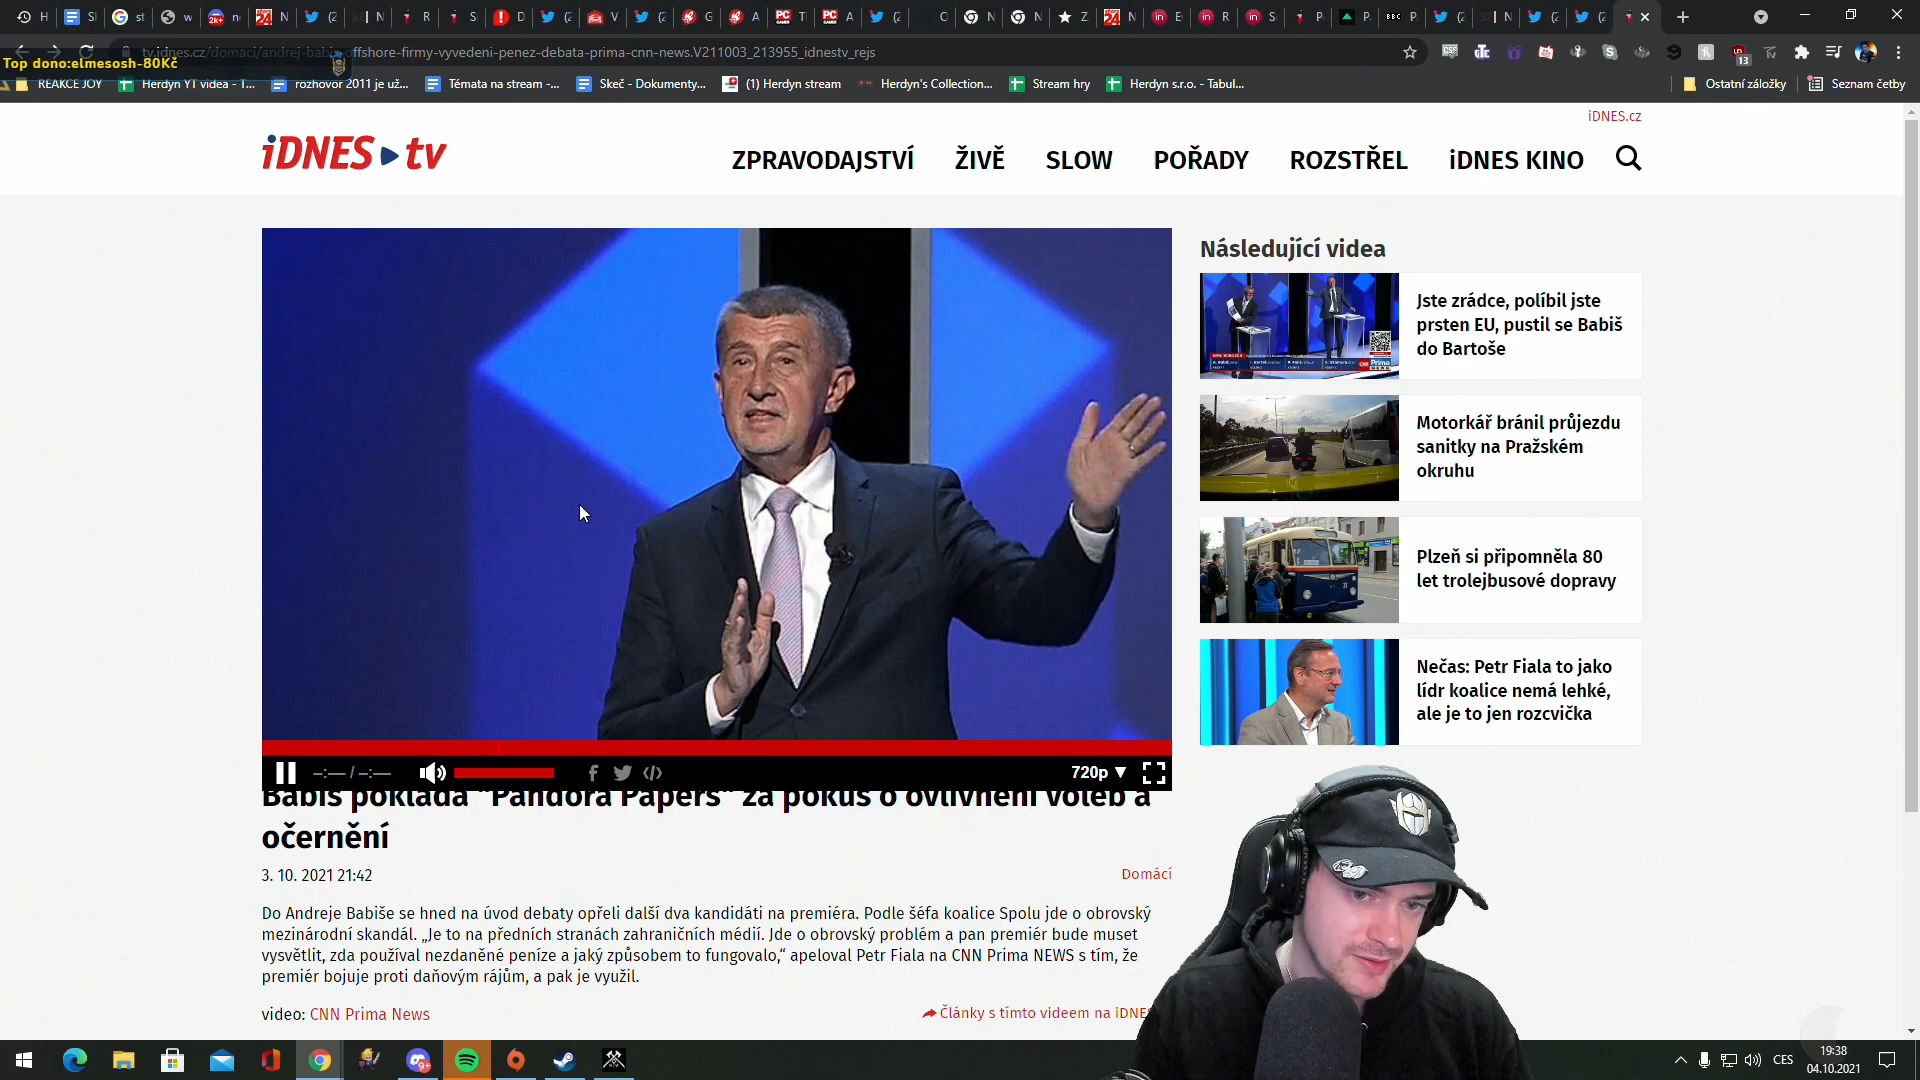 tv.idnes.cz/domaci/andrej-babis-offshore-firmy-vyvedeni-penez-debata-prima-cnn-news.V211003_213955_idnestv_rejs
Top dono:elmesosh-80Kč
REAKCE JOY
Herdyn YT videa - T...
rozhovor 2011 je už...
Témata na stream -...
Skeč - Dokumenty...
(1) Herdyn stream
Herdyn's Collection...
Stream hry
Herdyn s.r.o. - Tabul...
Ostatní záložky
Seznam četby
iDNES.cz
iDNES tv
ZPRAVODAJSTVÍ
ŽIVĚ
SLOW
POŘADY
ROZSTŘEL
iDNES KINO
Následující videa
Jste zrádce, políbil jste
prsten EU, pustil se Babiš
do Bartoše
Motorkář bránil průjezdu
sanitky na Pražském
okruhu
Plzeň si připomněla 80
let trolejbusové dopravy
Nečas: Petr Fiala to jako
lídr koalice nemá lehké,
ale je to jen rozcvička
--:-- / --:--
720p ▼
Babiš pokládá "Pandora Papers" za pokus o ovlivnění voleb a
očernění
3. 10. 2021 21:42
Domácí
Do Andreje Babiše se hned na úvod debaty opřeli další dva kandidáti na premiéra. Podle šéfa koalice Spolu jde o obrovský
mezinárodní skandál. „Je to na předních stranách zahraničních médií. Jde o obrovský problém a pan premiér bude muset
vysvětlit, zda používal nezdaněné peníze a jaký způsobem to fungovalo,“ apeloval Petr Fiala na CNN Prima NEWS s tím, že
premiér bojuje proti daňovým rájům, a pak je využil.
video: CNN Prima News
Články s tímto videem na iDNES
CES
19:38
04.10.2021